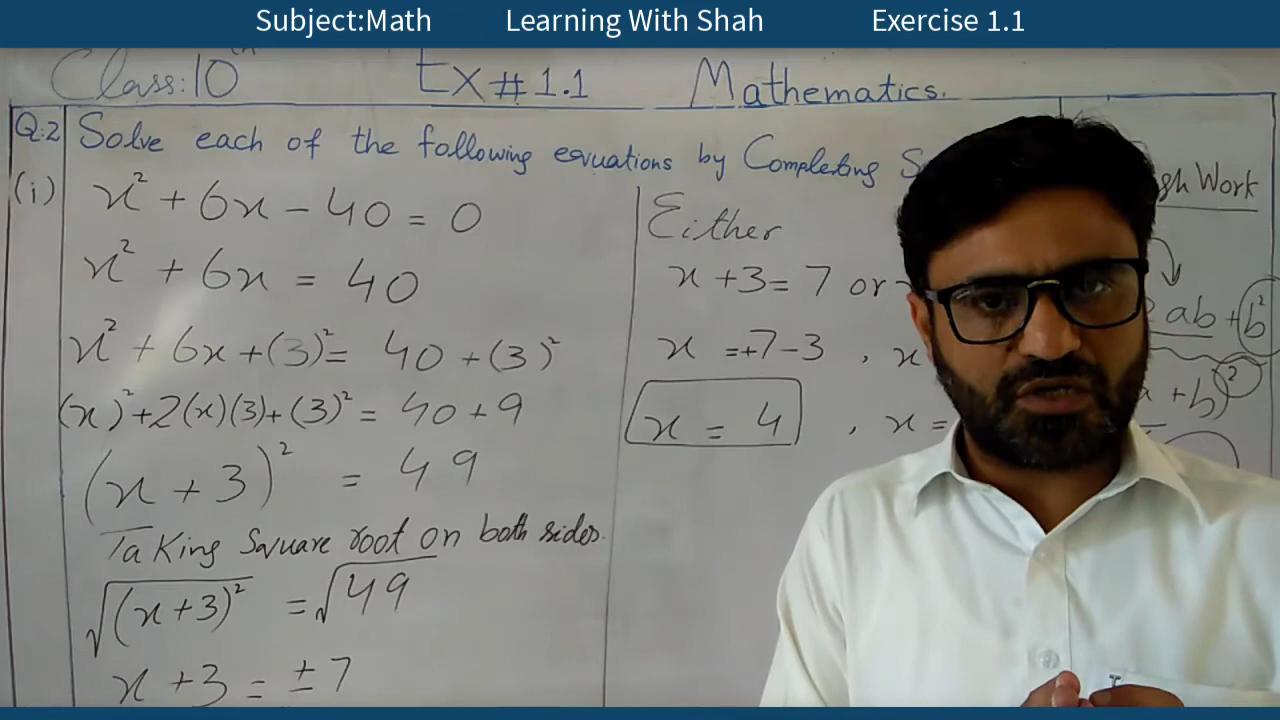 Subject:Math Learning With Shah Exercise 1.1
Class:10th Ex#1.1 Mathematics.
Q.2 Solve each of the following equations by Completing
(i) x² + 6x - 40 = 0
x² + 6x = 40
x² + 6x + (3)² = 40 + (3)²
(x)² + 2(x)(3) + (3)² = 40 + 9
(x + 3)² = 49
Taking Square root on both sides.
√(x+3)² = √49
x + 3 = ± 7
Either
x + 3 = 7 or
x = +7 - 3 , x
x = 4 , x =
Work
ab + b²
+ b)²